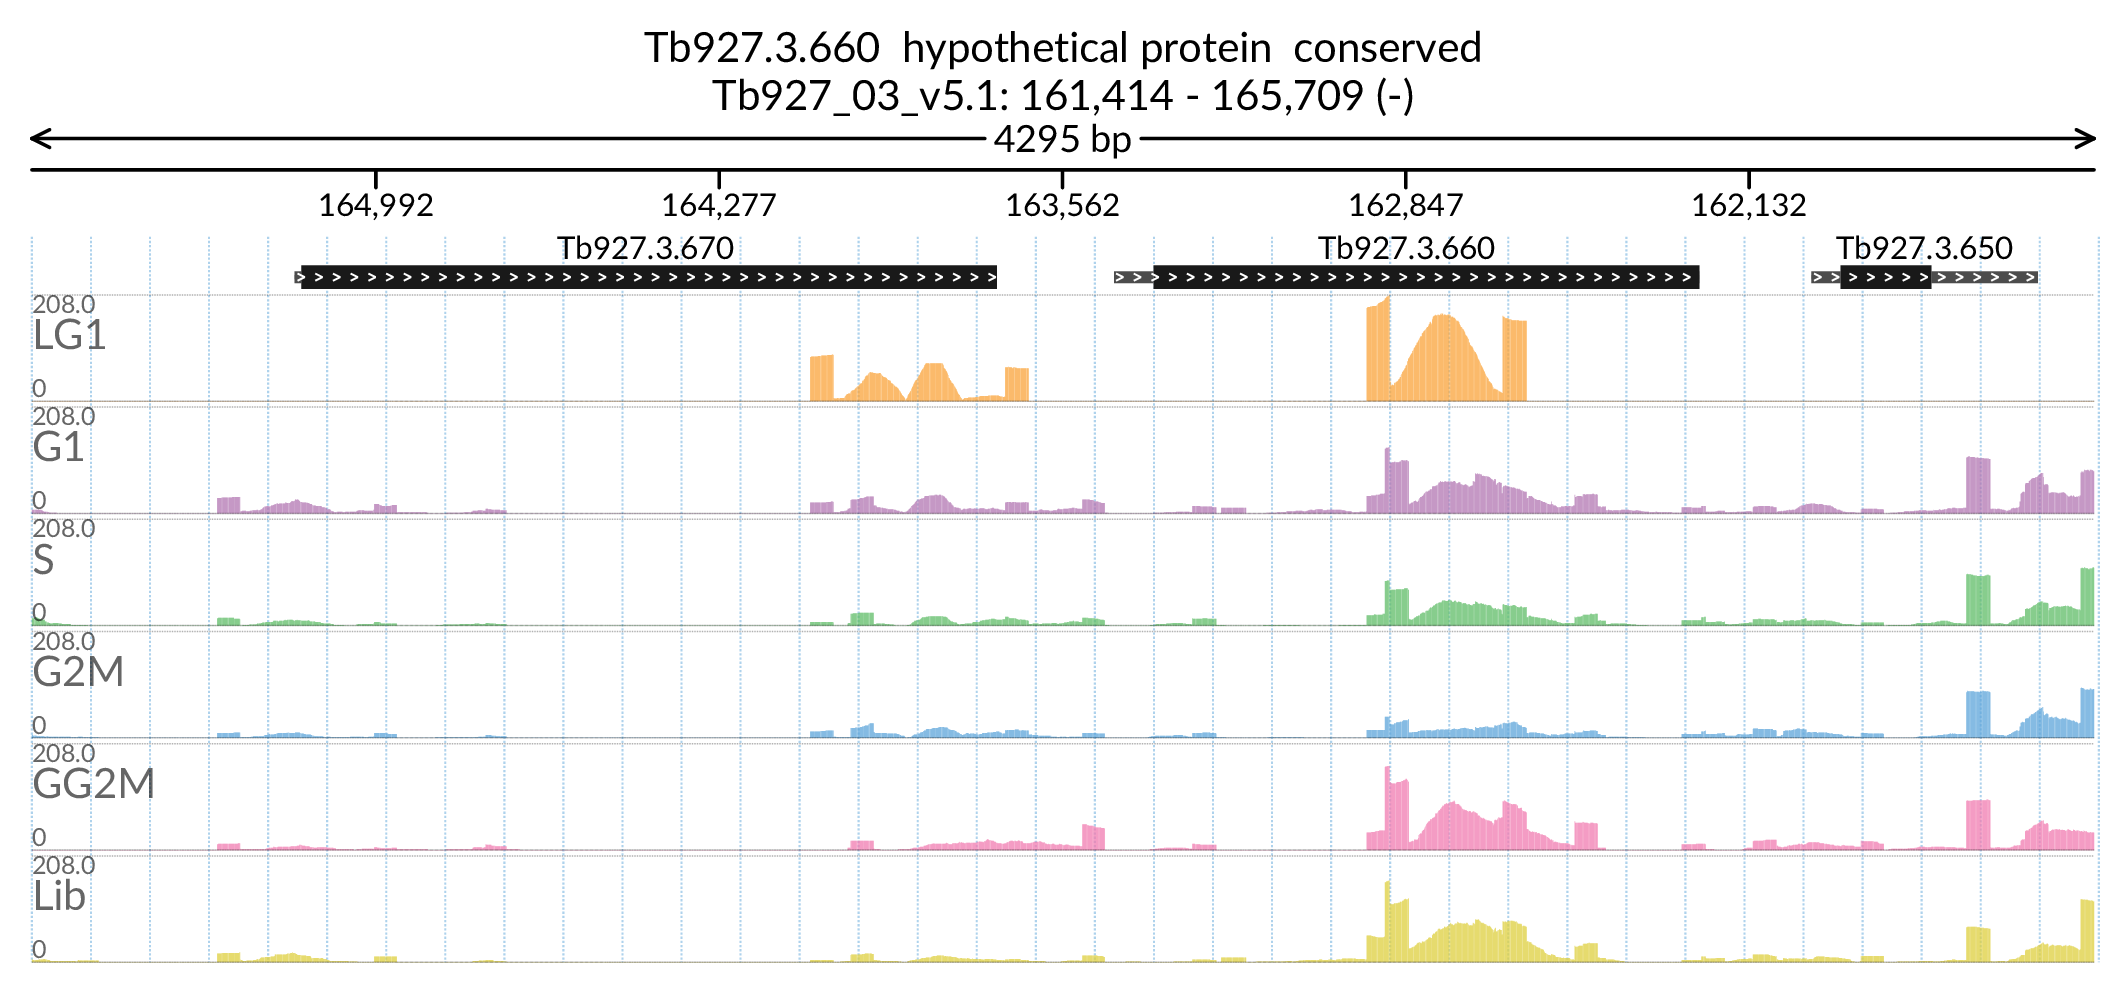 Tb927.3.660 hypothetical protein conserved
Tb927_03_v5.1: 161,414 - 165,709 (-)
4295 bp
164,992 164,277 163,562 162,847 162,132
Tb927.3.670 Tb927.3.660 Tb927.3.650
208.0
LG1
0
208.0
G1
0
208.0
S
0
208.0
G2M
0
208.0
GG2M
0
208.0
Lib
0